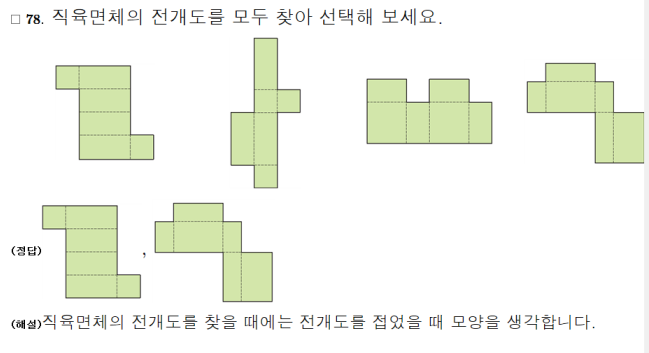 □ 78. 직육면체의 전개도를 모두 찾아 선택해 보세요.
(정답) ,
(해설)직육면체의 전개도를 찾을 때에는 전개도를 접었을 때 모양을 생각합니다.